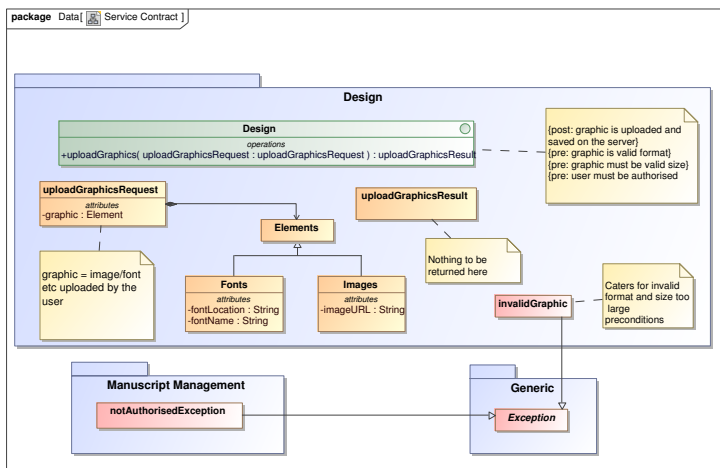 package Data[ Service Contract ]
Design
Design
operations
+uploadGraphics( uploadGraphicsRequest : uploadGraphicsRequest ) : uploadGraphicsResult
{post: graphic is uploaded and
saved on the server}
{pre: graphic is valid format}
{pre: graphic must be valid size}
{pre: user must be authorised
uploadGraphicsRequest
attributes
-graphic : Element
uploadGraphicsResult
Elements
graphic = image/font
etc uploaded by the
user
Nothing to be
returned here
Fonts
attributes
-fontLocation : String
-fontName : String
Images
attributes
-imageURL : String
invalidGraphic
Caters for invalid
format and size too
large
preconditions
Manuscript Management
notAuthorisedException
Generic
Exception